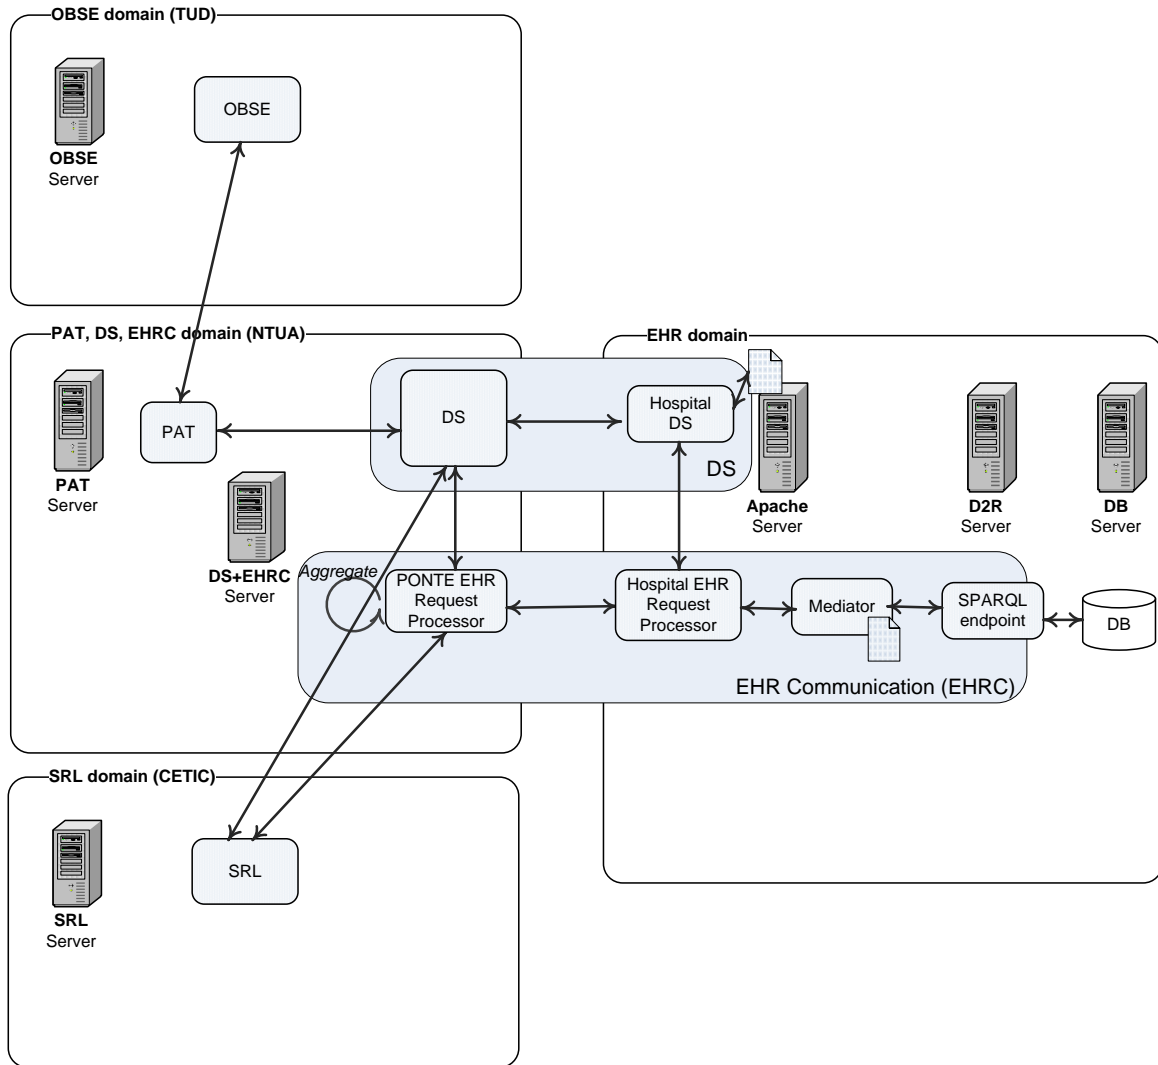 OBSE domain (TUD)
OBSE
OBSE
Server
PAT, DS, EHRC domain (NTUA)
EHR domain
PAT
DS
Hospital
DS
DS
PAT
Server
Apache
Server
D2R
Server
DB
Server
DS+EHRC
Server
Aggregate
PONTE EHR
Request
Processor
Hospital EHR
Request
Processor
Mediator
SPARQL
endpoint
DB
EHR Communication (EHRC)
SRL domain (CETIC)
SRL
SRL
Server